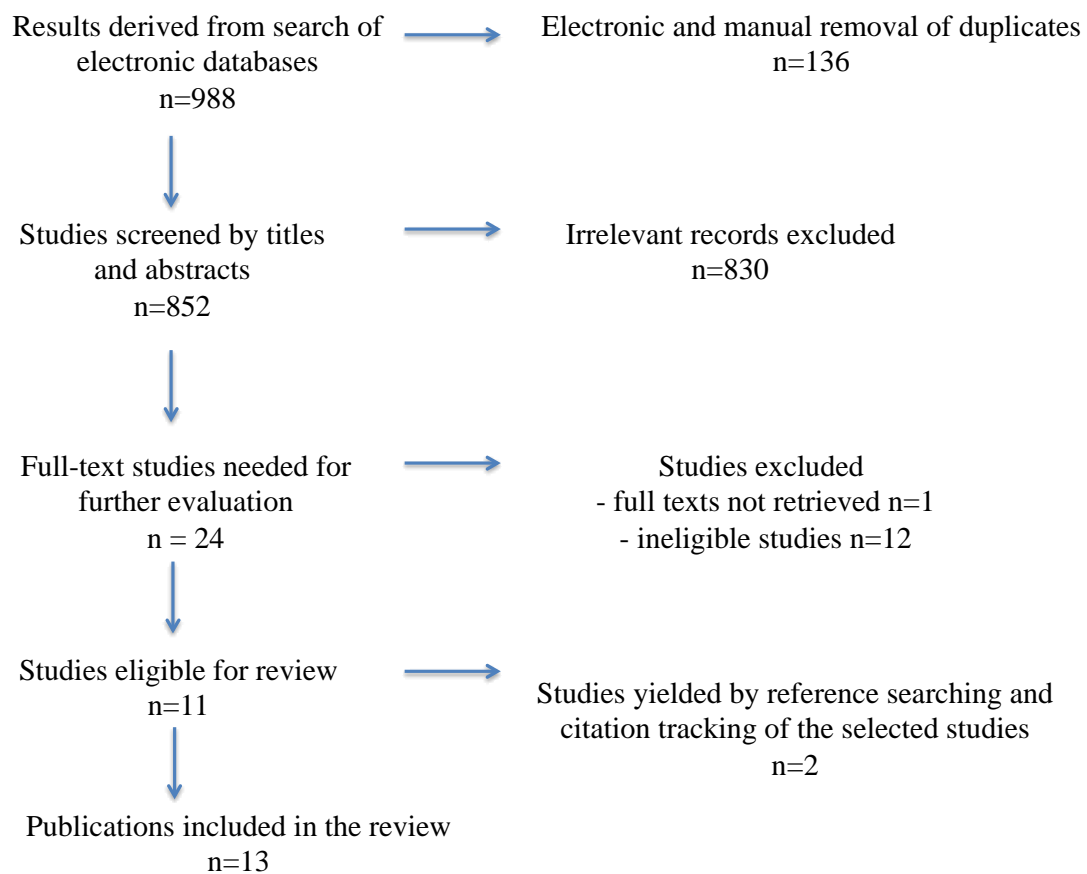 Results derived from search of
electronic databases
n=988
Electronic and manual removal of duplicates
n=136
Studies screened by titles
and abstracts
n=852
Irrelevant records excluded
n=830
Full-text studies needed for
further evaluation
n = 24
Studies excluded
- full texts not retrieved n=1
- ineligible studies n=12
Studies eligible for review
n=11
Studies yielded by reference searching and
citation tracking of the selected studies
n=2
Publications included in the review
n=13